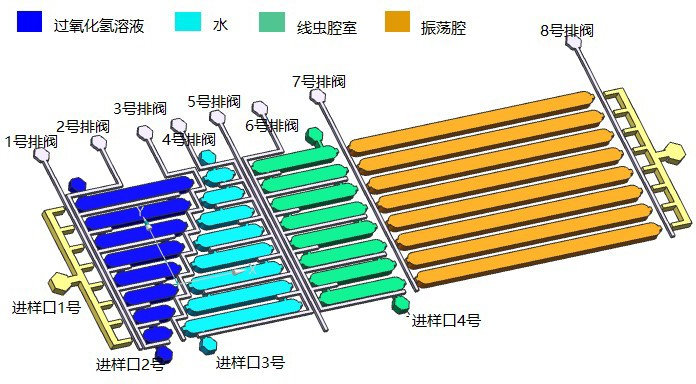 过氧化氢溶液
水
线虫腔室
振荡腔
8号排阀
7号排阀
5号排阀
3号排阀
2号排阀
1号排阀
4号排阀
6号排阀
进样口1号
进样口2号
进样口3号
进样口4号